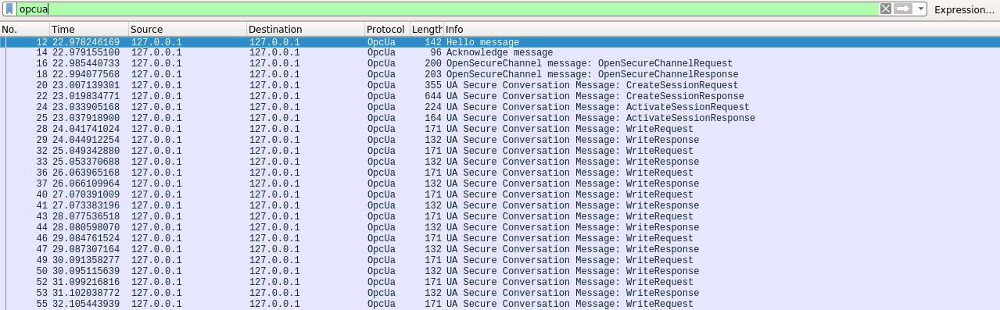 opcua Expression...
No. Time Source Destination Protocol Length Info
12 22.978246169 127.0.0.1 127.0.0.1 OpcUa 142 Hello message
14 22.979155100 127.0.0.1 127.0.0.1 OpcUa 96 Acknowledge message
16 22.985440733 127.0.0.1 127.0.0.1 OpcUa 200 OpenSecureChannel message: OpenSecureChannelRequest
18 22.994077568 127.0.0.1 127.0.0.1 OpcUa 203 OpenSecureChannel message: OpenSecureChannelResponse
20 23.007139301 127.0.0.1 127.0.0.1 OpcUa 355 UA Secure Conversation Message: CreateSessionRequest
22 23.019834771 127.0.0.1 127.0.0.1 OpcUa 644 UA Secure Conversation Message: CreateSessionResponse
24 23.033905168 127.0.0.1 127.0.0.1 OpcUa 224 UA Secure Conversation Message: ActivateSessionRequest
25 23.037918900 127.0.0.1 127.0.0.1 OpcUa 164 UA Secure Conversation Message: ActivateSessionResponse
28 24.041741024 127.0.0.1 127.0.0.1 OpcUa 171 UA Secure Conversation Message: WriteRequest
29 24.044912254 127.0.0.1 127.0.0.1 OpcUa 132 UA Secure Conversation Message: WriteResponse
32 25.049342880 127.0.0.1 127.0.0.1 OpcUa 171 UA Secure Conversation Message: WriteRequest
33 25.053370688 127.0.0.1 127.0.0.1 OpcUa 132 UA Secure Conversation Message: WriteResponse
36 26.063965168 127.0.0.1 127.0.0.1 OpcUa 171 UA Secure Conversation Message: WriteRequest
37 26.066109964 127.0.0.1 127.0.0.1 OpcUa 132 UA Secure Conversation Message: WriteResponse
40 27.070391009 127.0.0.1 127.0.0.1 OpcUa 171 UA Secure Conversation Message: WriteRequest
41 27.073383196 127.0.0.1 127.0.0.1 OpcUa 132 UA Secure Conversation Message: WriteResponse
43 28.077536518 127.0.0.1 127.0.0.1 OpcUa 171 UA Secure Conversation Message: WriteRequest
44 28.080598070 127.0.0.1 127.0.0.1 OpcUa 132 UA Secure Conversation Message: WriteResponse
46 29.084761524 127.0.0.1 127.0.0.1 OpcUa 171 UA Secure Conversation Message: WriteRequest
47 29.087307164 127.0.0.1 127.0.0.1 OpcUa 132 UA Secure Conversation Message: WriteResponse
49 30.091358277 127.0.0.1 127.0.0.1 OpcUa 171 UA Secure Conversation Message: WriteRequest
50 30.095115639 127.0.0.1 127.0.0.1 OpcUa 132 UA Secure Conversation Message: WriteResponse
52 31.099216816 127.0.0.1 127.0.0.1 OpcUa 171 UA Secure Conversation Message: WriteRequest
53 31.102038772 127.0.0.1 127.0.0.1 OpcUa 132 UA Secure Conversation Message: WriteResponse
55 32.105443939 127.0.0.1 127.0.0.1 OpcUa 171 UA Secure Conversation Message: WriteRequest